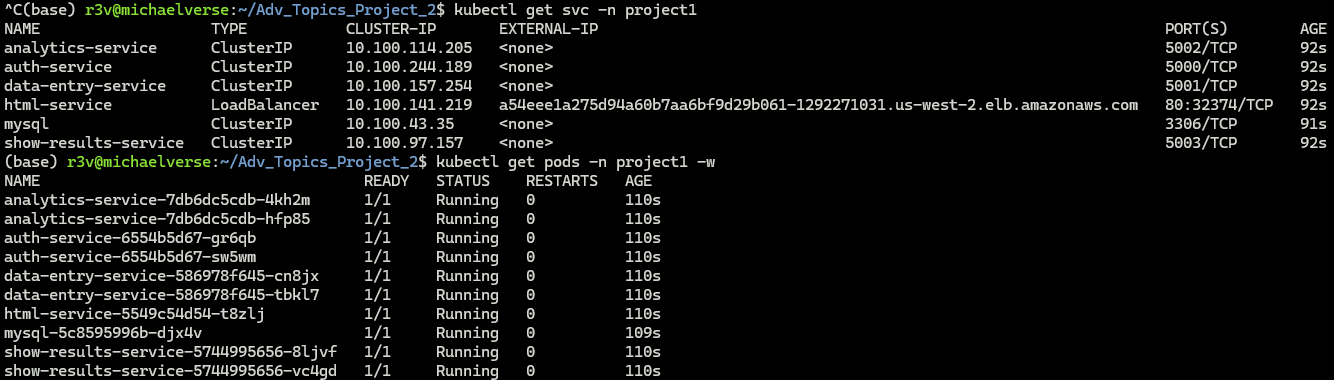 ^C(base) r3v@michaelverse:~/Adv_Topics_Project_2$ kubectl get svc -n project1
NAME TYPE CLUSTER-IP EXTERNAL-IP PORT(S) AGE
analytics-service ClusterIP 10.100.114.205 <none> 5002/TCP 92s
auth-service ClusterIP 10.100.244.189 <none> 5000/TCP 92s
data-entry-service ClusterIP 10.100.157.254 <none> 5001/TCP 92s
html-service LoadBalancer 10.100.141.219 a54eee1a275d94a60b7aa6bf9d29b061-1292271031.us-west-2.elb.amazonaws.com 80:32374/TCP 92s
mysql ClusterIP 10.100.43.35 <none> 3306/TCP 91s
show-results-service ClusterIP 10.100.97.157 <none> 5003/TCP 92s
(base) r3v@michaelverse:~/Adv_Topics_Project_2$ kubectl get pods -n project1 -w
NAME READY STATUS RESTARTS AGE
analytics-service-7db6dc5cdb-4kh2m 1/1 Running 0 110s
analytics-service-7db6dc5cdb-hfp85 1/1 Running 0 110s
auth-service-6554b5d67-gr6qb 1/1 Running 0 110s
auth-service-6554b5d67-sw5wm 1/1 Running 0 110s
data-entry-service-586978f645-cn8jx 1/1 Running 0 110s
data-entry-service-586978f645-tbkl7 1/1 Running 0 110s
html-service-5549c54d54-t8zlj 1/1 Running 0 110s
mysql-5c8595996b-djx4v 1/1 Running 0 109s
show-results-service-5744995656-8ljvf 1/1 Running 0 110s
show-results-service-5744995656-vc4gd 1/1 Running 0 110s